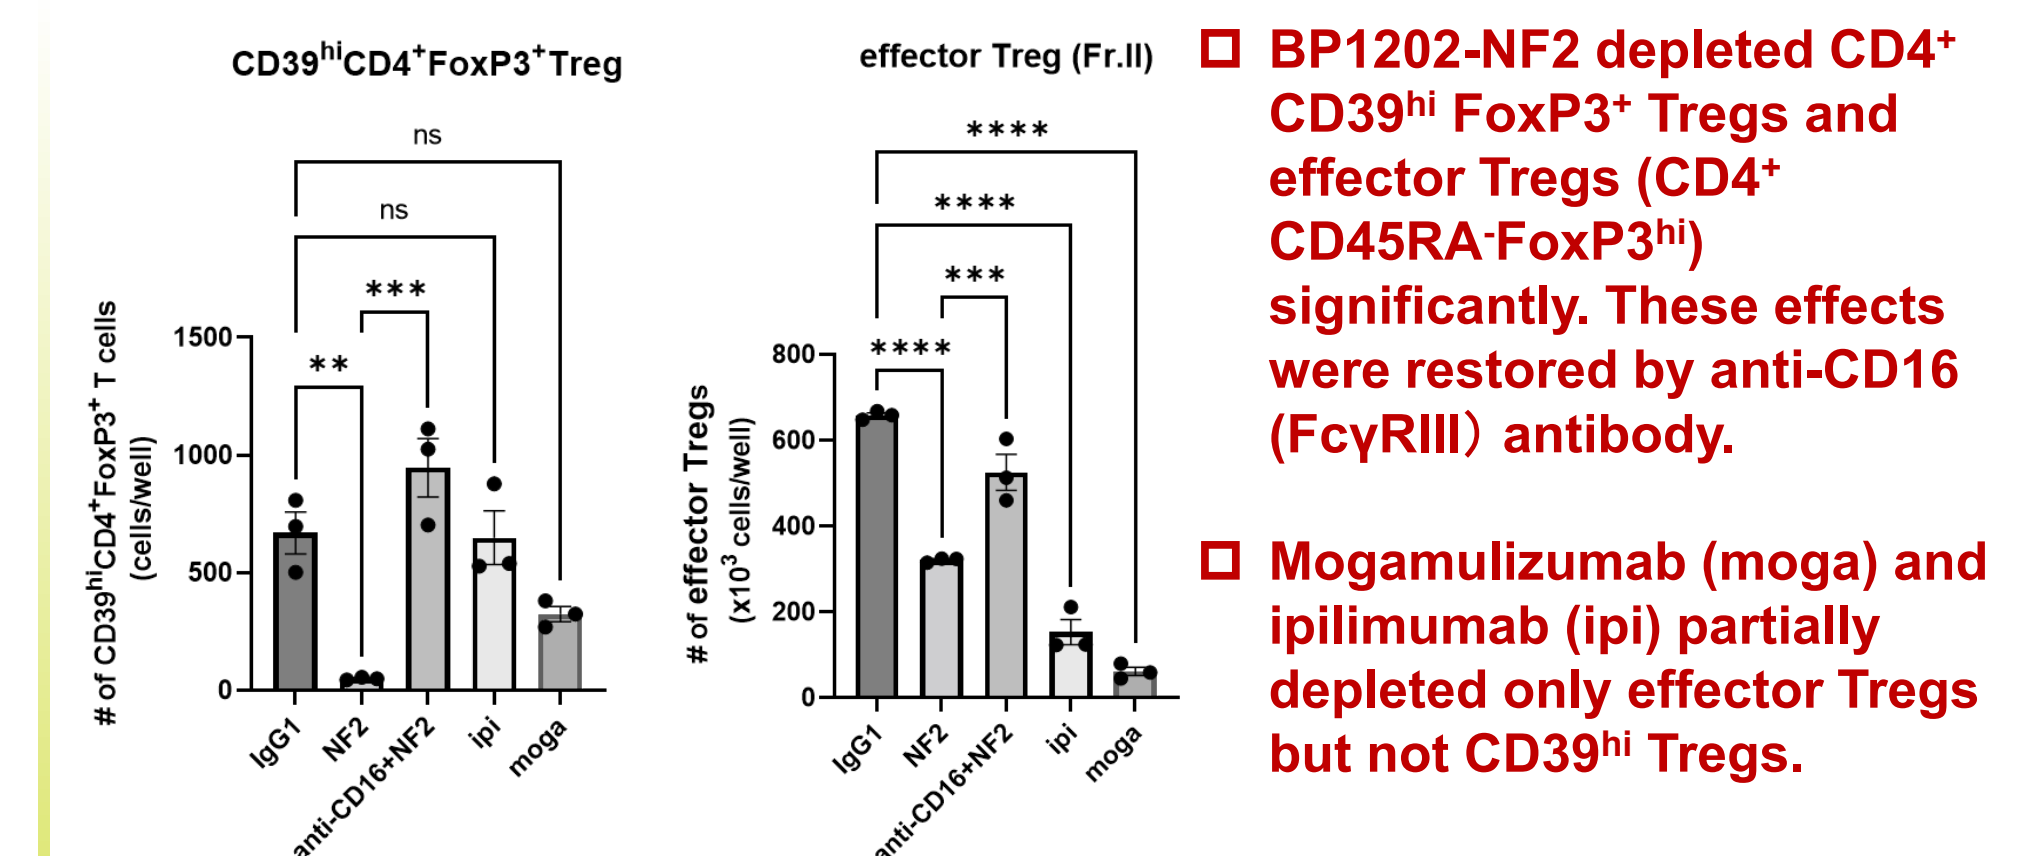 CD39hiCD4+FoxP3+Treg
ns
ns
***
**
# of CD39hiCD4+FoxP3+ T cells
(cells/well)
1500
1000
500
0
IgG1
NF2
anti-CD16+NF2
ipi
moga
effector Treg (Fr.II)
****
****
***
****
# of effector Tregs
(x10³ cells/well)
800
600
400
200
0
IgG1
NF2
anti-CD16+NF2
ipi
moga
BP1202-NF2 depleted CD4+
CD39hi FoxP3+ Tregs and
effector Tregs (CD4+
CD45RA-FoxP3hi)
significantly. These effects
were restored by anti-CD16
(FcγRIII） antibody.
Mogamulizumab (moga) and
ipilimumab (ipi) partially
depleted only effector Tregs
but not CD39hi Tregs.